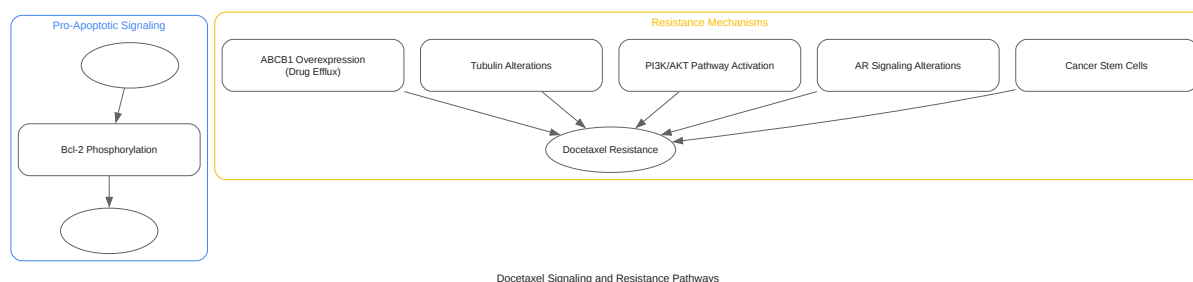 Pro-Apoptotic Signaling
Bcl-2 Phosphorylation
Resistance Mechanisms
ABCB1 Overexpression
(Drug Efflux)
Tubulin Alterations
PI3K/AKT Pathway Activation
AR Signaling Alterations
Cancer Stem Cells
Docetaxel Resistance
Docetaxel Signaling and Resistance Pathways